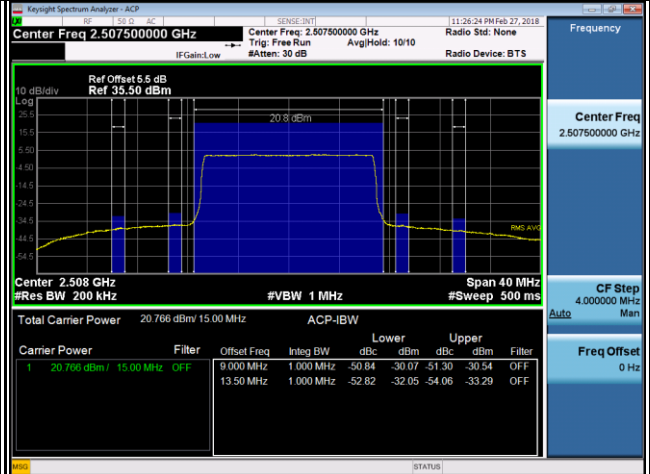 Keysight Spectrum Analyzer - ACP
RF 50 Ω AC SENSE:INT 11:26:24 PM Feb 27, 2018
Center Freq 2.507500000 GHz
Center Freq: 2.507500000 GHz Radio Std: None
Trig: Free Run Avg|Hold: 10/10
IFGain:Low #Atten: 30 dB Radio Device: BTS
Frequency
Ref Offset 5.5 dB
10 dB/div Ref 35.50 dBm
Log
25.5
15.5
5.50
-4.50
-14.5
-24.5
-34.5
-44.5
-54.5
20.8 dBm
RMS AVG
Center 2.508 GHz Span 40 MHz
#Res BW 200 kHz #VBW 1 MHz #Sweep 500 ms
Center Freq
2.507500000 GHz
CF Step
4.000000 MHz
Auto Man
Freq Offset
0 Hz
Total Carrier Power 20.766 dBm/ 15.00 MHz ACP-IBW
Lower Upper
Carrier Power Filter Offset Freq Integ BW dBc dBm dBc dBm Filter
1 20.766 dBm / 15.00 MHz OFF 9.000 MHz 1.000 MHz -50.84 -30.07 -51.30 -30.54 OFF
13.50 MHz 1.000 MHz -52.82 -32.05 -54.06 -33.29 OFF
MSG STATUS